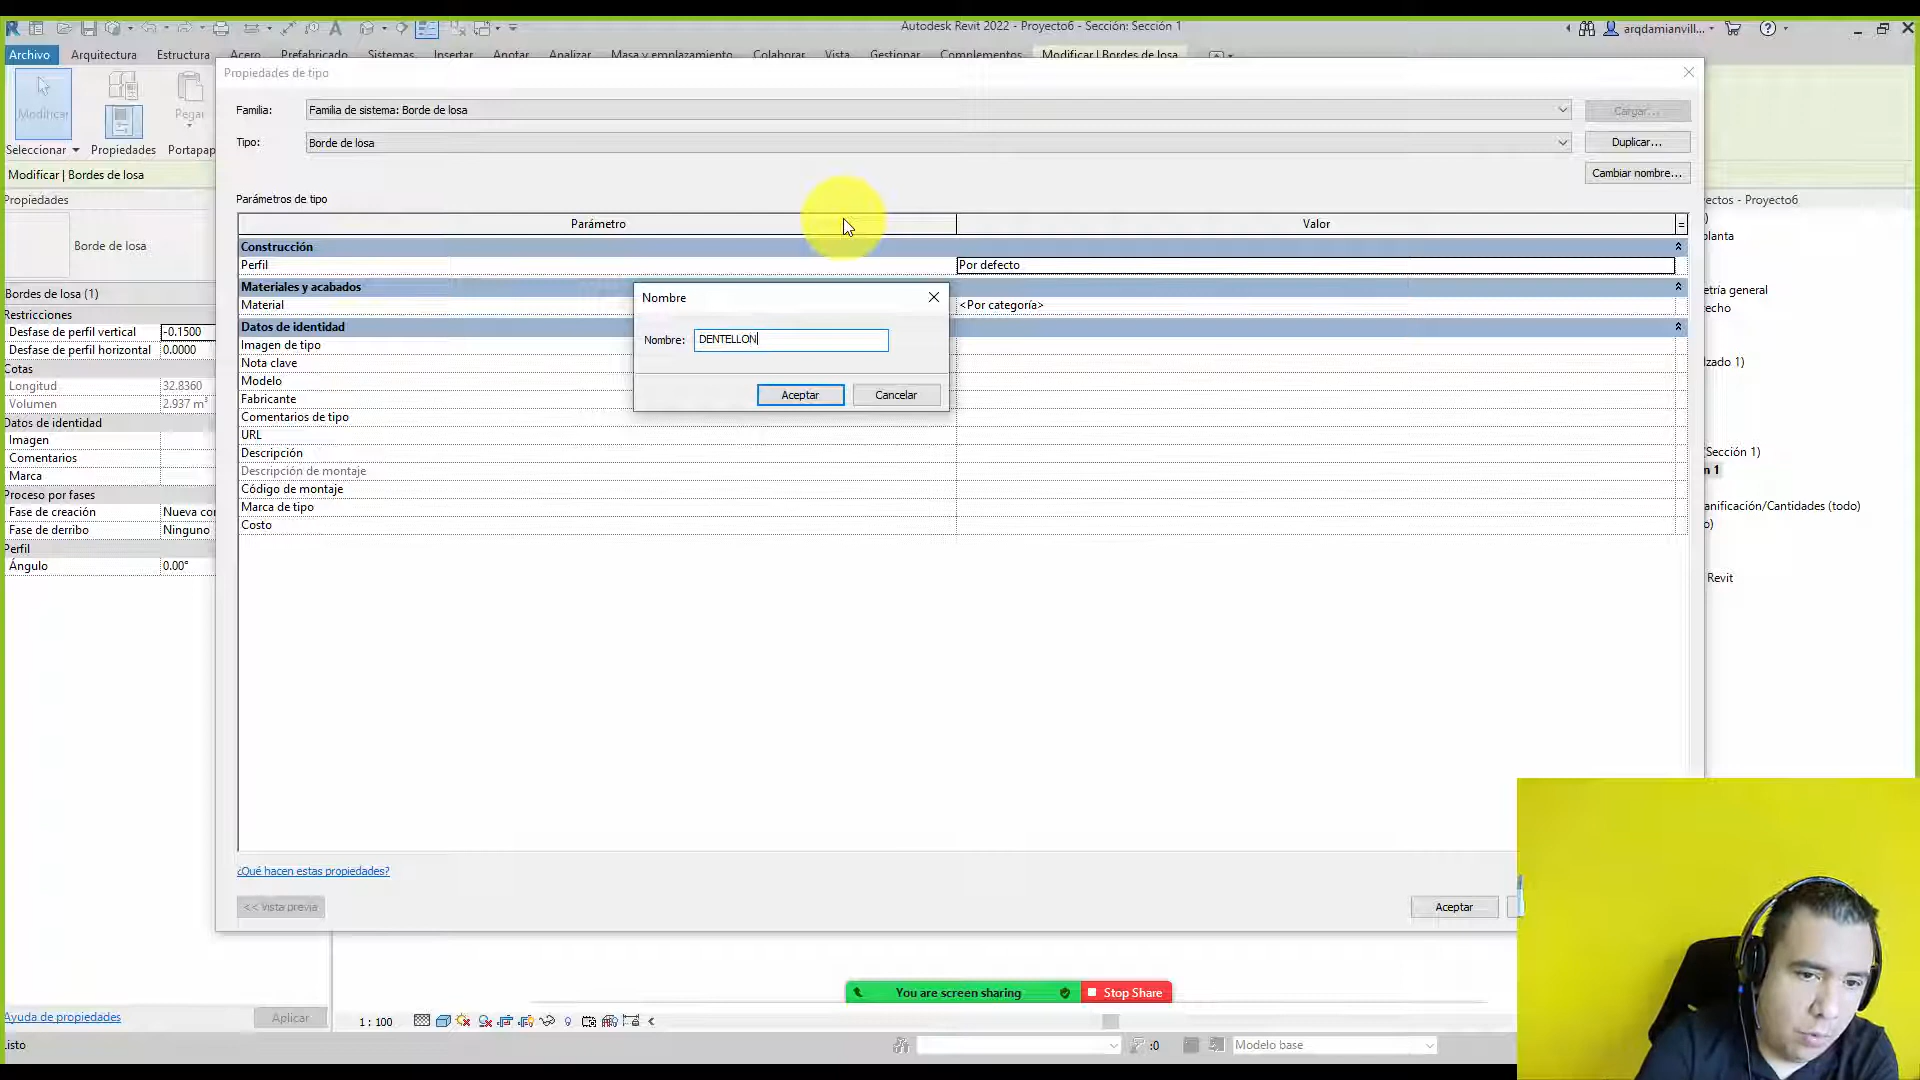 Autodesk Revit 2022 - Proyecto6 - Sección: Sección 1
arqdamianvill...
Archivo Arquitectura Estructura Acero Prefabricado Sistemas Insertar Anotar Analizar Masa y emplazamiento Colaborar Vista Gestionar Complementos Modificar | Bordes de losa
Propiedades de tipo
Modificar
Pegar
Seleccionar Propiedades Portapap
Modificar | Bordes de losa
Familia: Familia de sistema: Borde de losa Cargar...
Tipo: Borde de losa Duplicar...
Cambiar nombre...
Propiedades
Borde de losa
Bordes de losa (1)
Restricciones
Desfase de perfil vertical -0.1500
Desfase de perfil horizontal 0.0000
Cotas
Longitud 32.8360
Volumen 2.937 m³
Datos de identidad
Imagen
Comentarios
Marca
Proceso por fases
Fase de creación Nueva con
Fase de derribo Ninguno
Perfil
Ángulo 0.00°
Ayuda de propiedades Aplicar
Parámetros de tipo
Parámetro Valor =
Construcción
Perfil Por defecto
Materiales y acabados
Material <Por categoría>
Datos de identidad
Imagen de tipo
Nota clave
Modelo
Fabricante
Comentarios de tipo
URL
Descripción
Descripción de montaje
Código de montaje
Marca de tipo
Costo
Nombre
Nombre: DENTELLON
Aceptar Cancelar
¿Qué hacen estas propiedades?
<< Vista previa Aceptar
ectos - Proyecto6
)
planta
etría general
recho
lzado 1)
(Sección 1)
n 1
anificación/Cantidades (todo)
o)
Revit
You are screen sharing Stop Share
1 : 100
Listo
:0 Modelo base